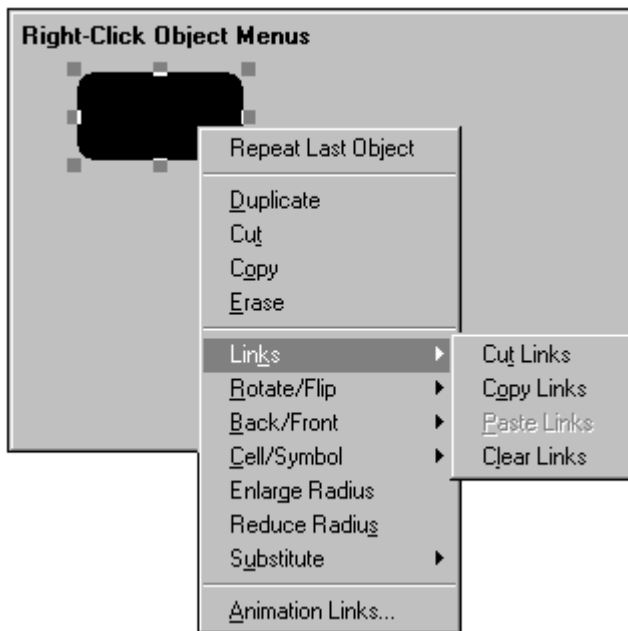 Right-Click Object Menus
Repeat Last Object
Duplicate
Cut
Copy
Erase
Links
Rotate/Flip
Back/Front
Cell/Symbol
Enlarge Radius
Reduce Radius
Substitute
Animation Links...
Cut Links
Copy Links
Paste Links
Clear Links